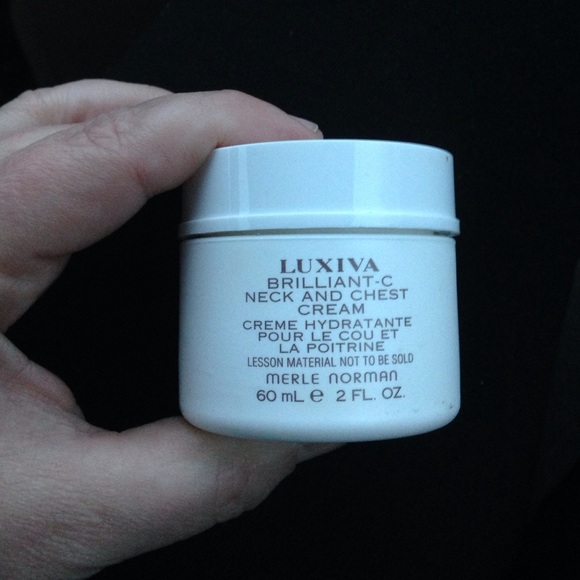 LUXIVA
BRILLIANT-C
NECK AND CHEST
CREAM
CREME HYDRATANTE
POUR LE COU ET
LA POITRINE
LESSON MATERIAL NOT TO BE SOLD
MERLE NORMAN
60 mL e 2 FL. OZ.